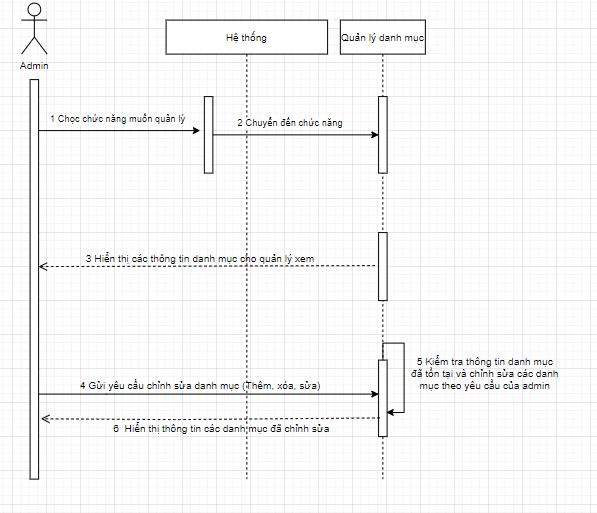 Hệ thống
Quản lý danh mục
Admin
1 Chọc chức năng muốn quản lý
2 Chuyển đến chức năng
3 Hiển thị các thông tin danh mục cho quản lý xem
5 Kiểm tra thông tin danh mục
đã tồn tại và chỉnh sửa các danh
mục theo yêu cầu của admin
4 Gửi yêu cầu chỉnh sửa danh mục (Thêm, xóa, sửa)
6 Hiển thị thông tin các danh mục đã chỉnh sửa